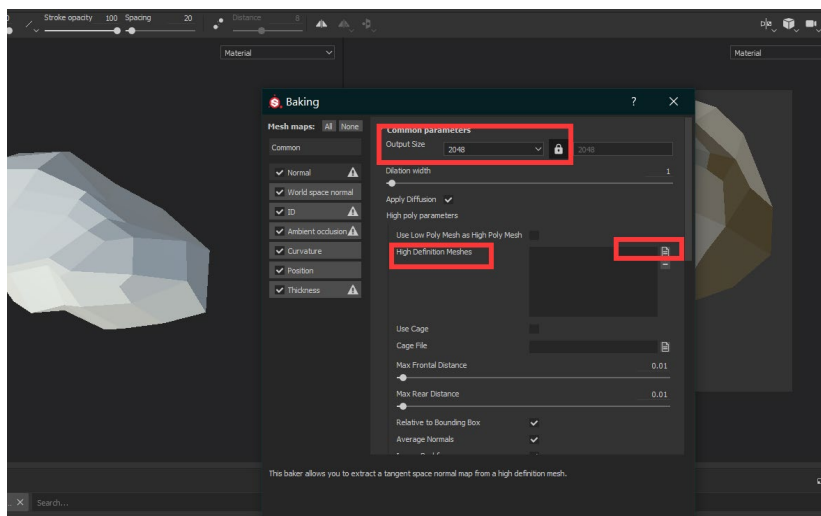 Stroke opacity 100 Spacing 20 Distance 8
Material
Material
Baking ? ×
Mesh maps: All None
Common
Normal
World space normal
ID
Ambient occlusion
Curvature
Position
Thickness
Common parameters
Output Size 2048 2048
Dilation width 1
Apply Diffusion
High poly parameters
Use Low Poly Mesh as High Poly Mesh
High Definition Meshes
Use Cage
Cage File
Max Frontal Distance 0.01
Max Rear Distance 0.01
Relative to Bounding Box
Average Normals
This baker allows you to extract a tangent space normal map from a high definition mesh.
Search...